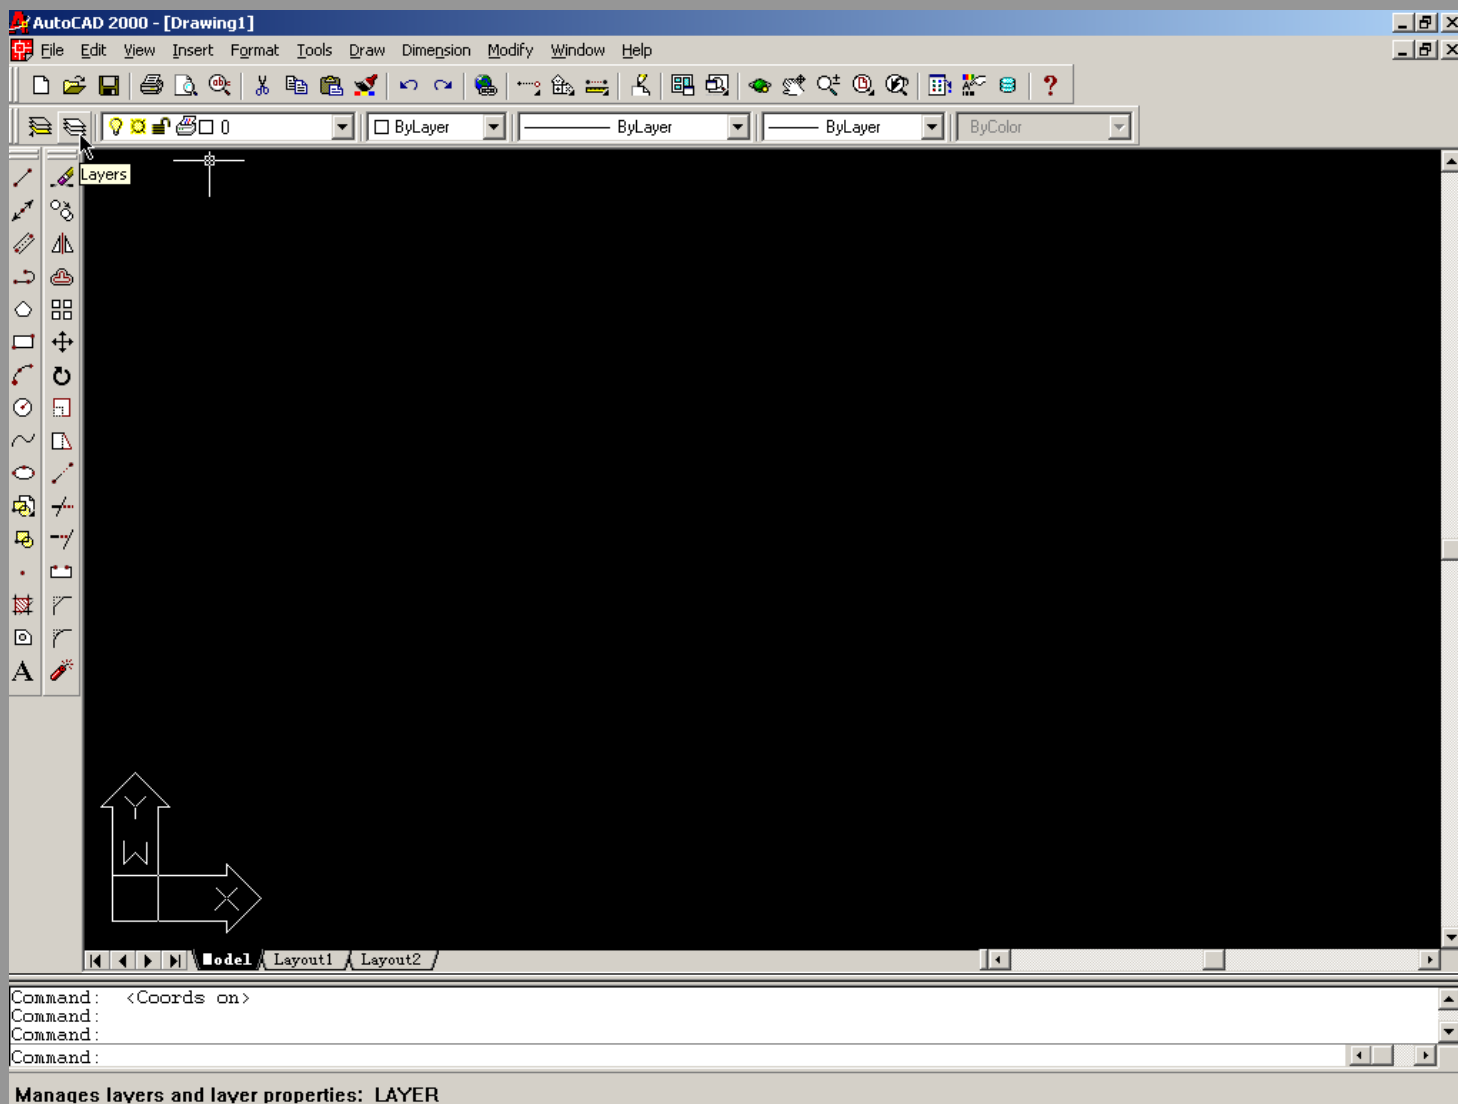 AutoCAD 2000 - [Drawing1]
File Edit View Insert Format Tools Draw Dimension Modify Window Help
0 ByLayer ByLayer ByLayer ByColor
Layers
A
Y
W
X
Model Layout1 Layout2
Command: <Coords on>
Command:
Command:
Command:
Manages layers and layer properties: LAYER